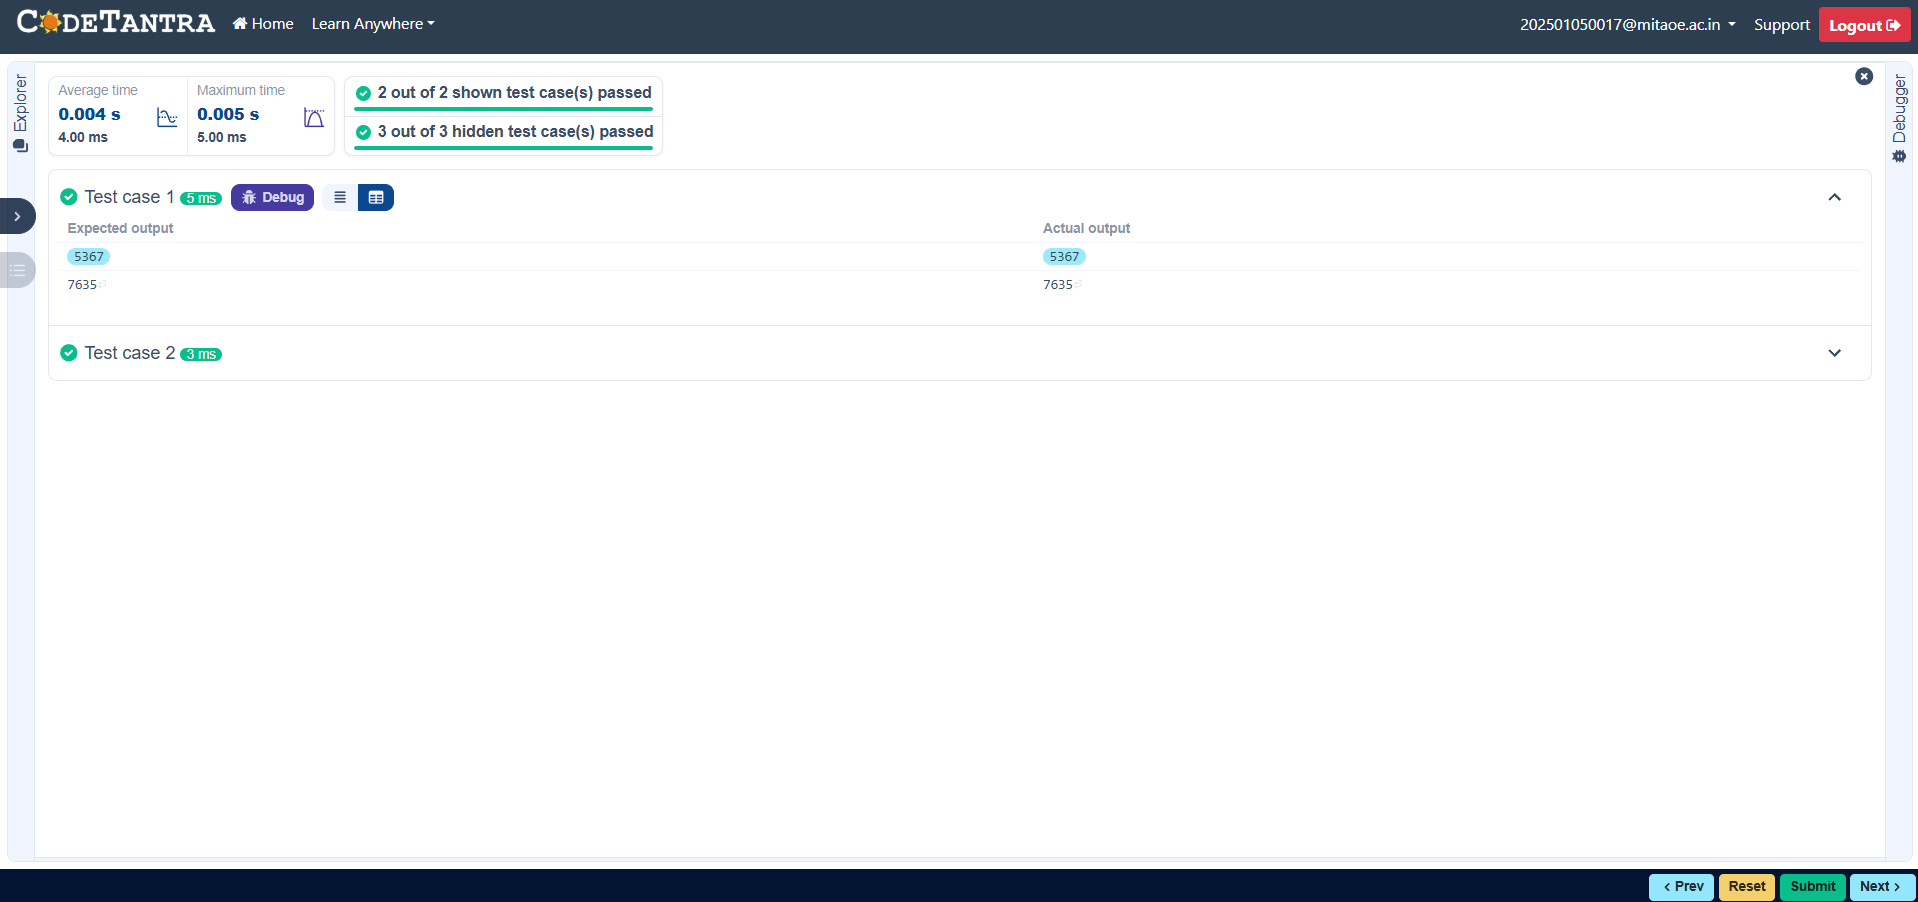 CODETANTRA Home Learn Anywhere 202501050017@mitaoe.ac.in Support Logout
Explorer
Debugger
Average time Maximum time
0.004 s 0.005 s
4.00 ms 5.00 ms
2 out of 2 shown test case(s) passed
3 out of 3 hidden test case(s) passed
Test case 1 5 ms Debug
Expected output Actual output
5367 5367
7635 7635
Test case 2 3 ms
Prev Reset Submit Next